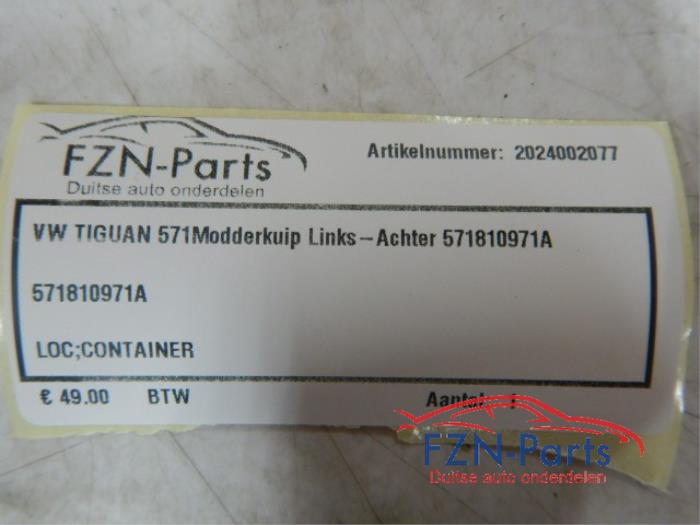 FZN-Parts
Duitse auto onderdelen
Artikelnummer: 2024002077
VW TIGUAN 571Modderkuip Links-Achter 571810971A
571810971A
LOC;CONTAINER
€ 49.00 BTW Aantal:
FZN-Parts
Duitse auto onderdelen